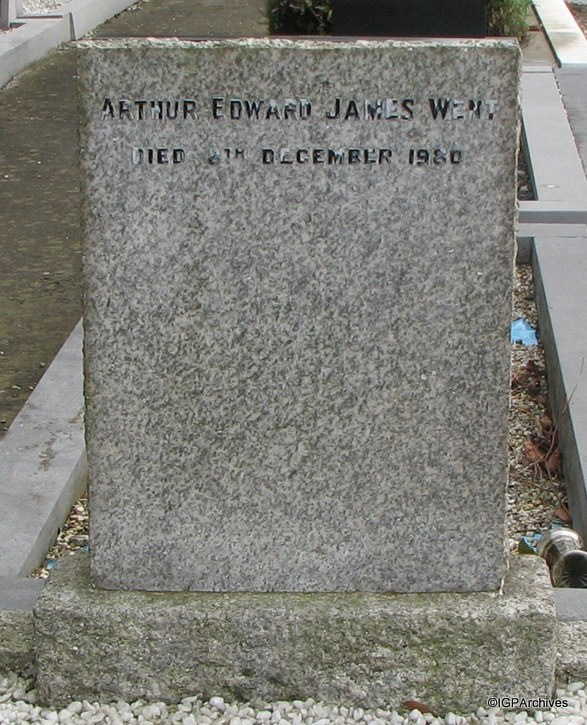 ARTHUR EDWARD JAMES WENT
DIED 8TH DECEMBER 1980
©IGPArchives